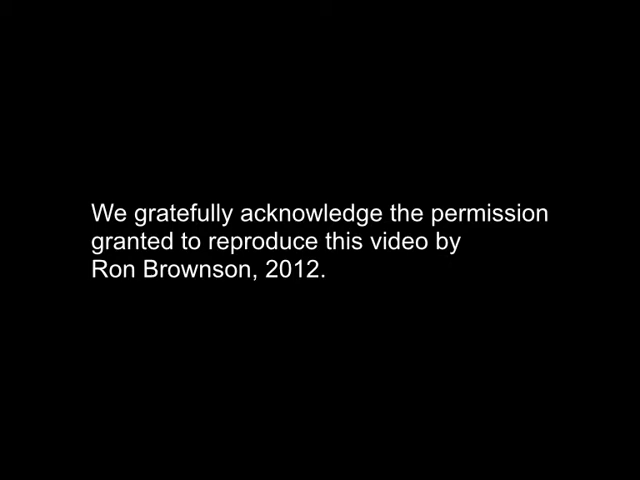 We gratefully acknowledge the permission
granted to reproduce this video by
Ron Brownson, 2012.